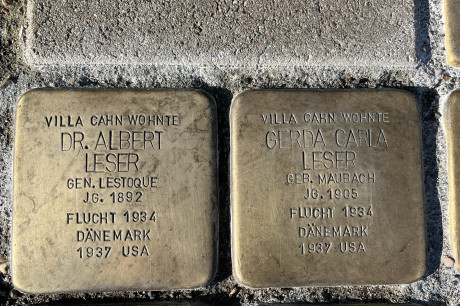 VILLA CAHN WOHNTE
DR. ALBERT
LESER
GEN. LESTOQUE
JG. 1892
FLUCHT 1934
DÄNEMARK
1937 USA
VILLA CAHN WOHNTE
GERDA CARLA
LESER
GEB. MAUBACH
JG. 1905
FLUCHT 1934
DÄNEMARK
1937 USA